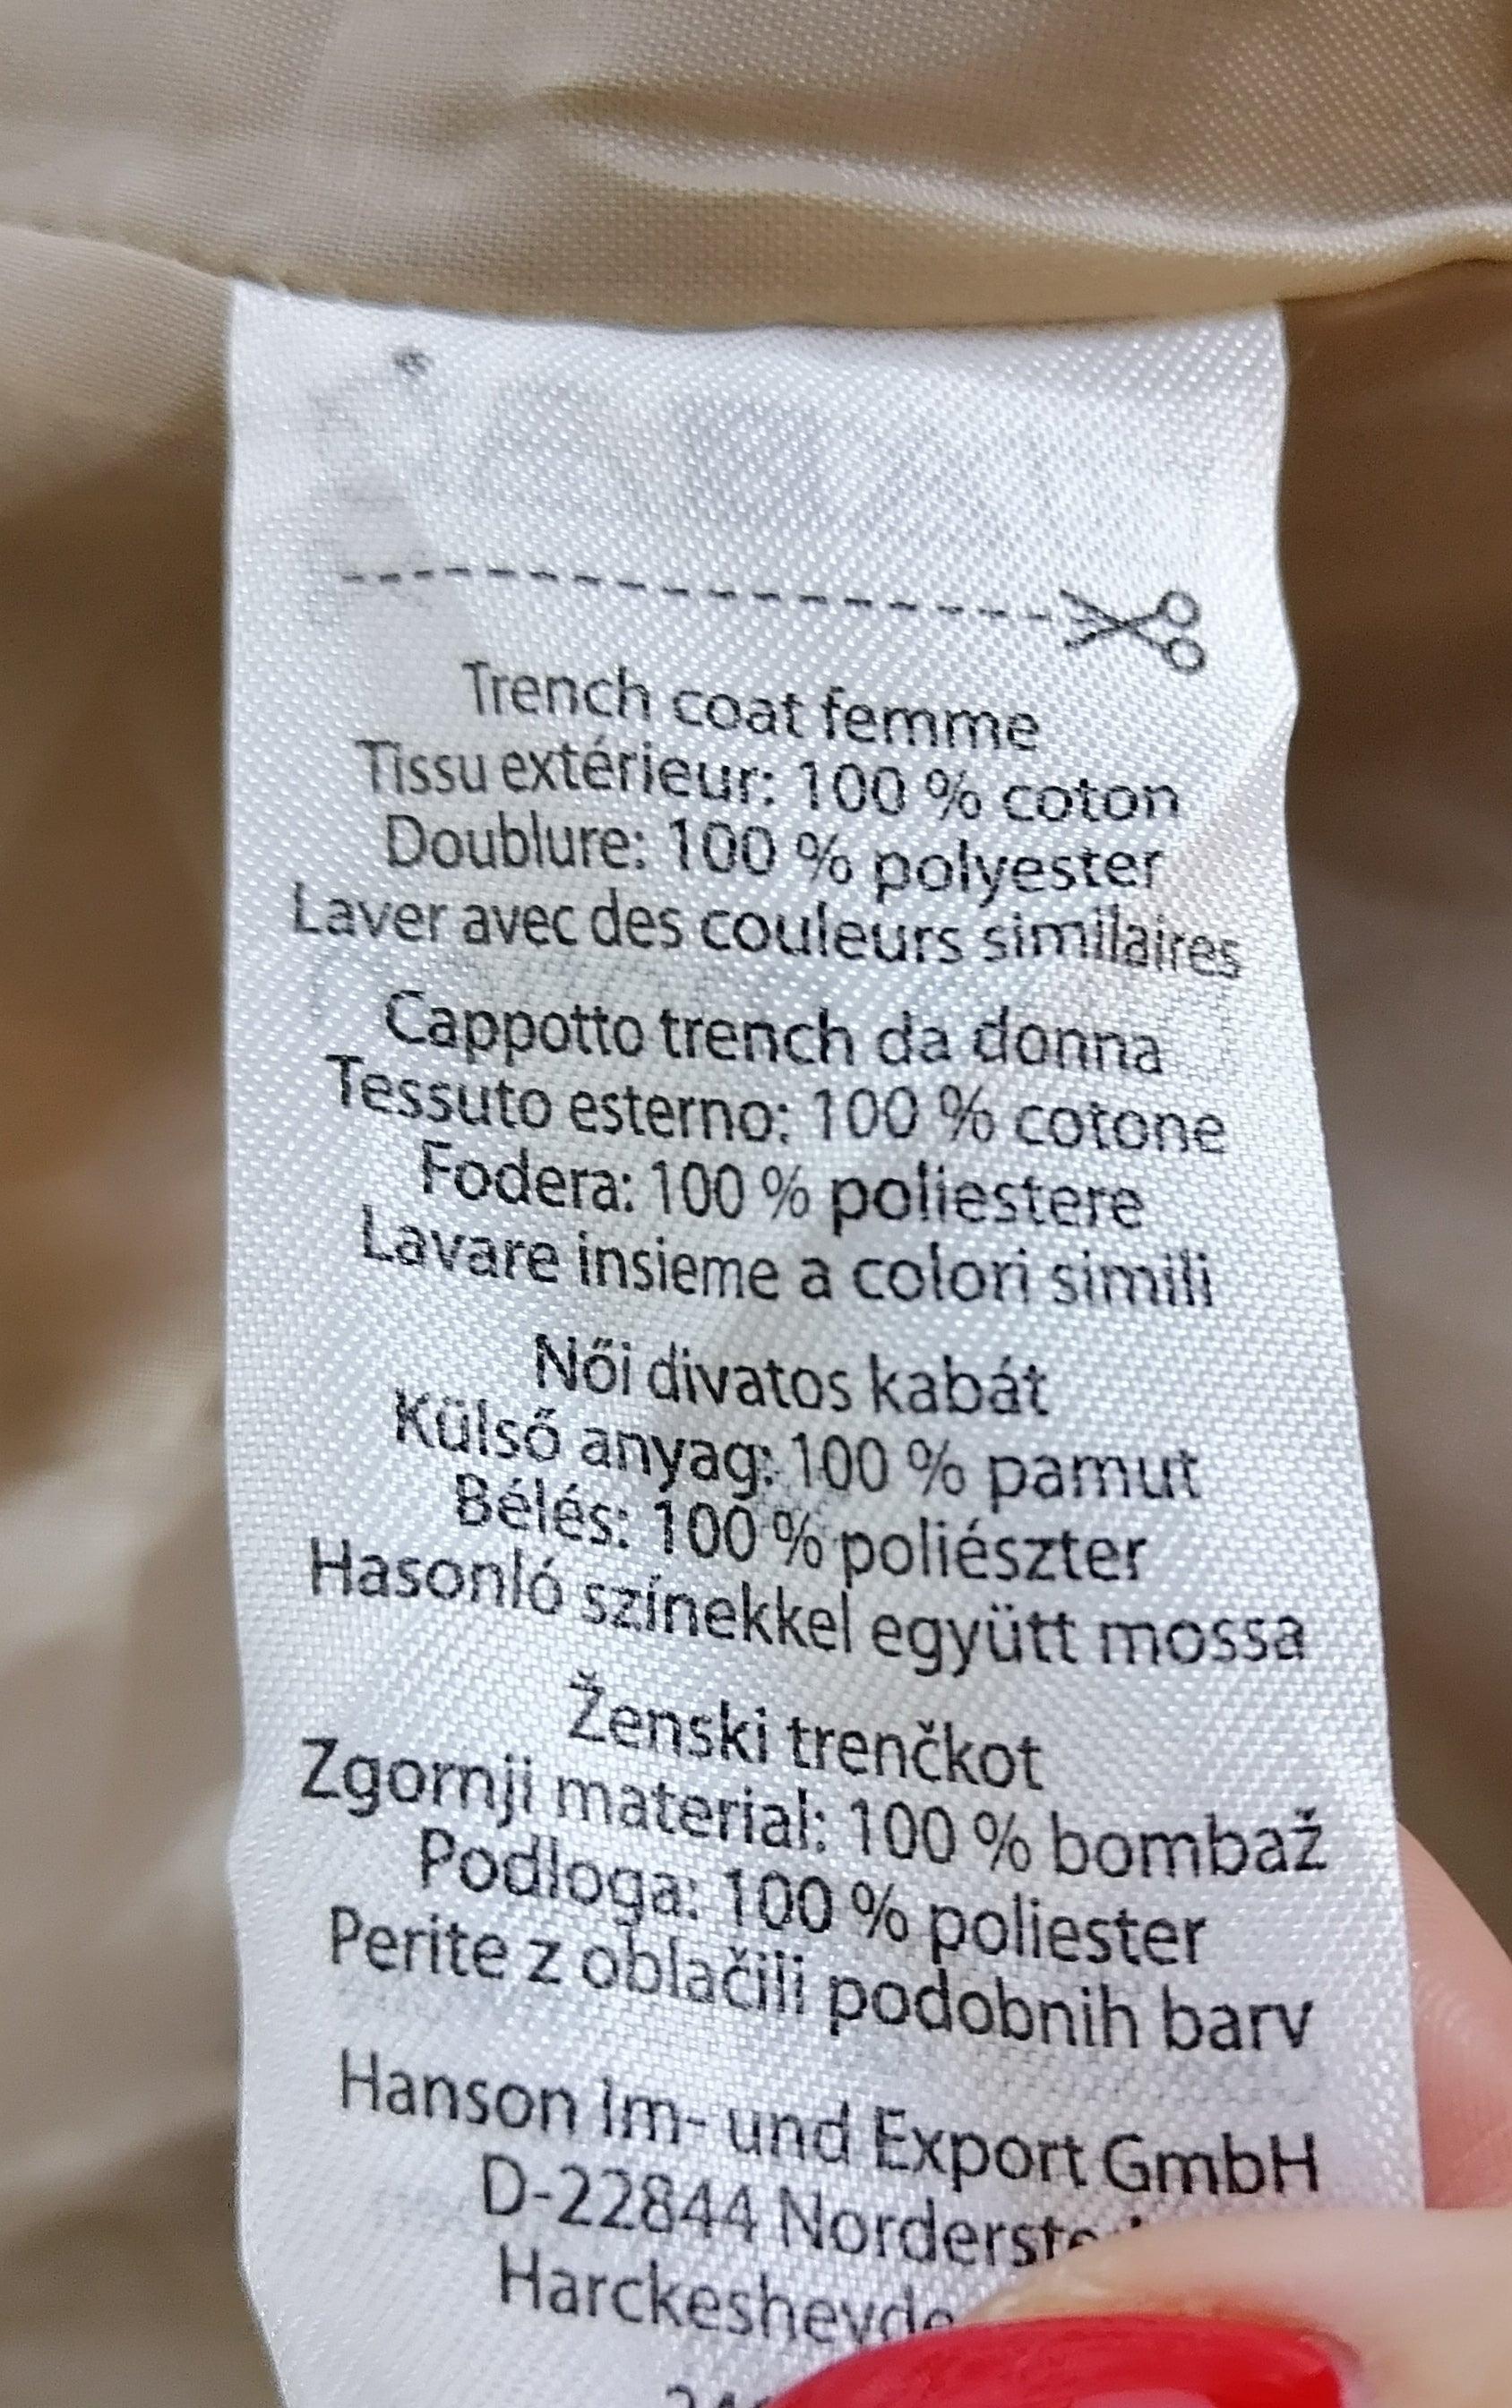 Trench coat femme
Tissu extérieur: 100 % coton
Doublure: 100 % polyester
Laver avec des couleurs similaires
Cappotto trench da donna
Tessuto esterno: 100 % cotone
Fodera: 100 % poliestere
Lavare insieme a colori simili
Női divatos kabát
Külső anyag: 100 % pamut
Bélés: 100 % poliészter
Hasonló színekkel együtt mossa
Ženski trenčkot
Zgornji material: 100 % bombaž
Podloga: 100 % poliester
Perite z oblačili podobnih barv
Hanson Im- und Export GmbH
D-22844